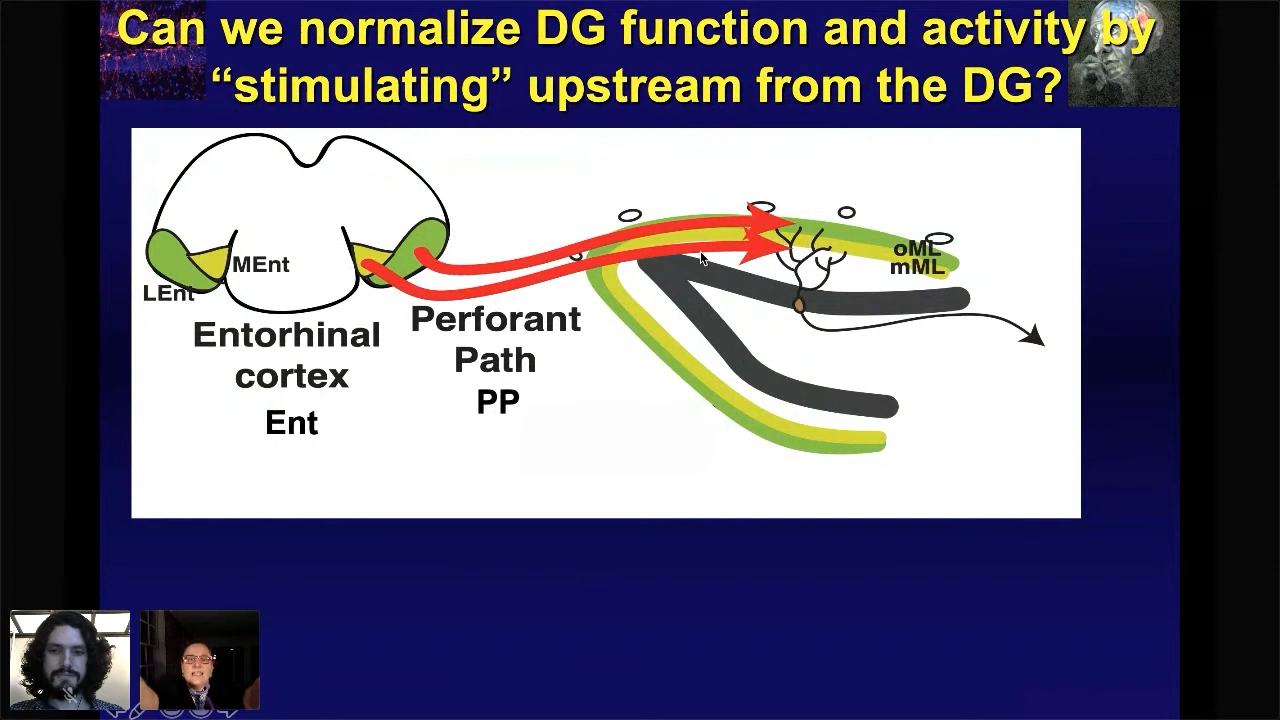 Can we normalize DG function and activity by
“stimulating” upstream from the DG?
MEnt
LEnt
Entorhinal
cortex
Ent
Perforant
Path
PP
oML
mML